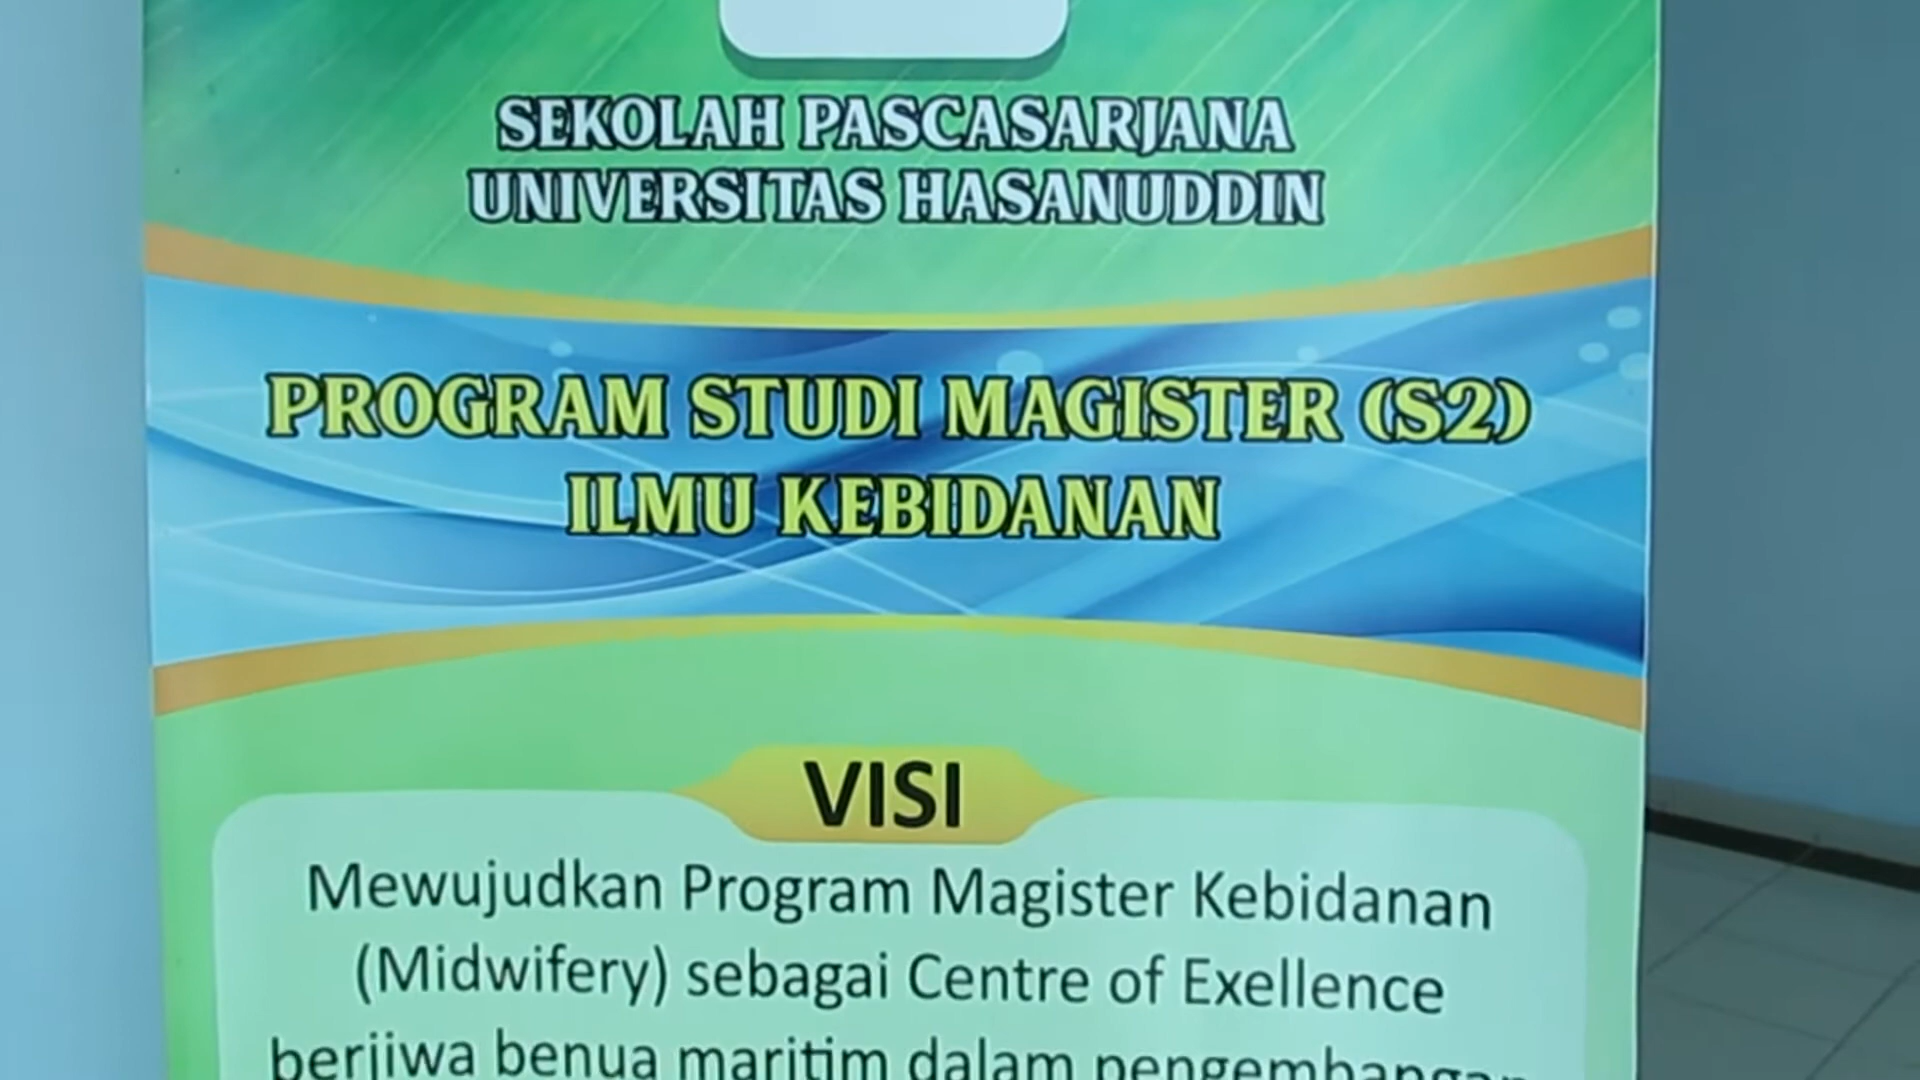 SEKOLAH PASCASARJANA
UNIVERSITAS HASANUDDIN
PROGRAM STUDI MAGISTER (S2)
ILMU KEBIDANAN
VISI
Mewujudkan Program Magister Kebidanan
(Midwifery) sebagai Centre of Exellence
berjiwa benua maritim dalam pengembangan